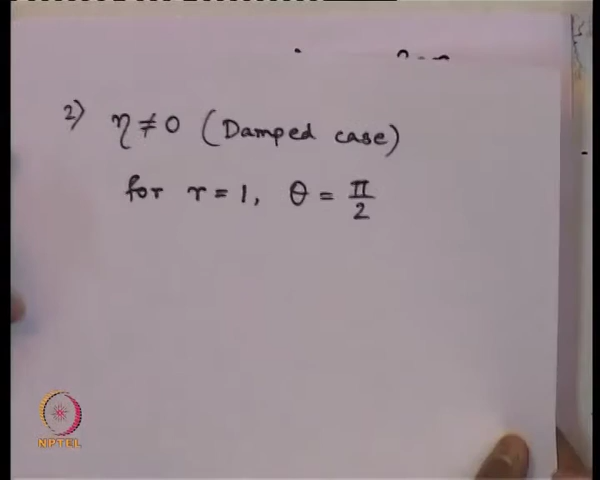 2) η ≠ 0 (Damped case)
for r = 1, θ = π/2
NPTEL